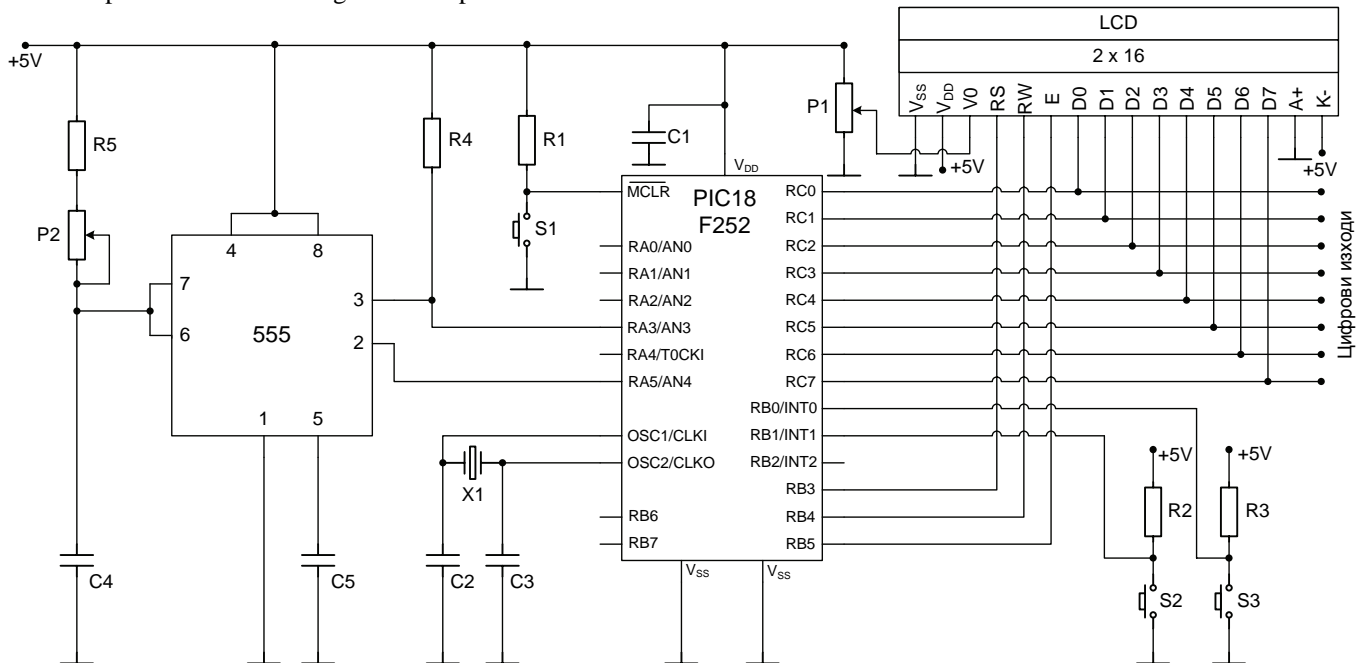 LCD
2 x 16
VSS
VDD
V0
RS
RW
E
D0
D1
D2
D3
D4
D5
D6
D7
A+
K-
+5V
P1
+5V
+5V
R5
R4
R1
C1
VDD
P2
4
8
7
6
555
3
2
1
5
S1
MCLR
PIC18
F252
RA0/AN0
RA1/AN1
RA2/AN2
RA3/AN3
RA4/T0CKI
RA5/AN4
OSC1/CLKI
OSC2/CLKO
RB6
RB7
VSS
VSS
RC0
RC1
RC2
RC3
RC4
RC5
RC6
RC7
RB0/INT0
RB1/INT1
RB2/INT2
RB3
RB4
RB5
Цифрови изходи
X1
C4
C5
C2
C3
+5V
+5V
R2
R3
S2
S3